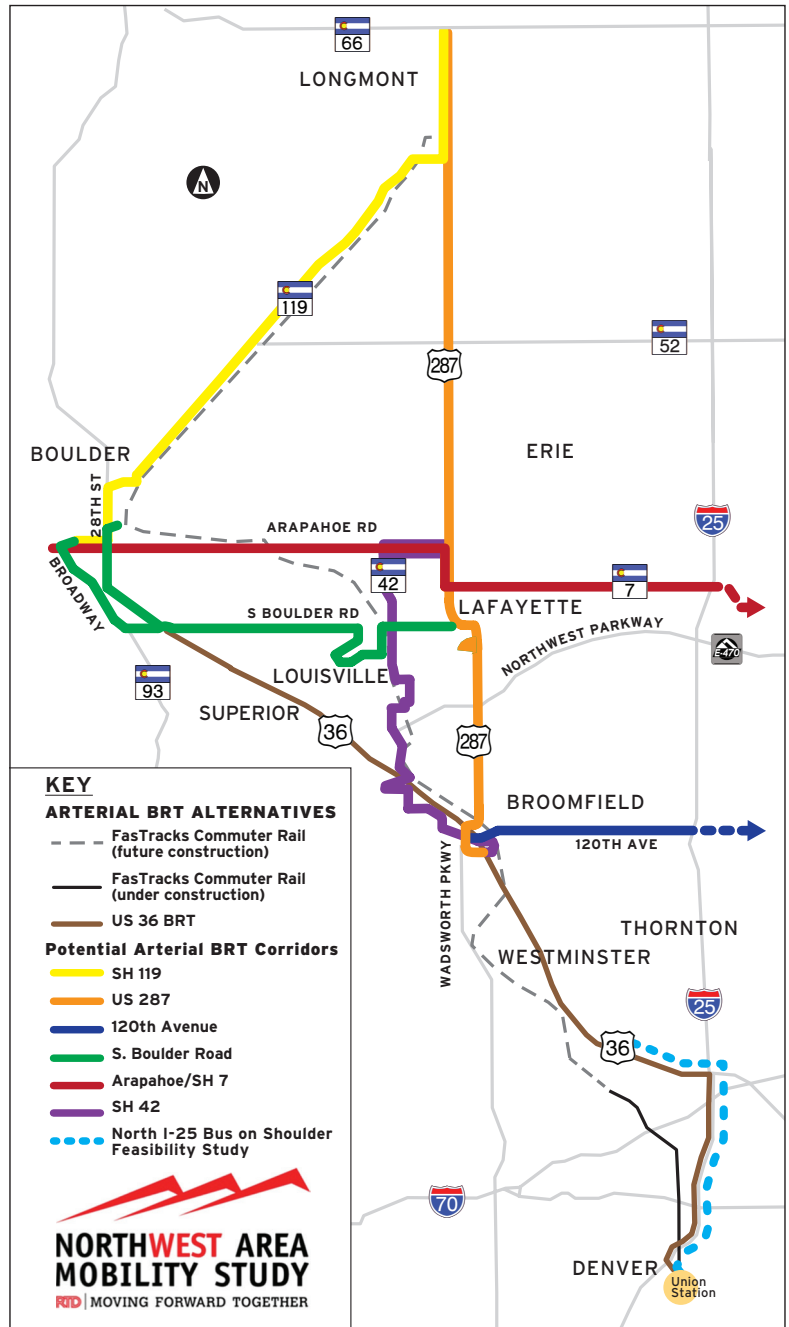 66
LONGMONT
N
119
52
287
BOULDER
ERIE
28TH ST
25
ARAPAHOE RD
42
7
BROADWAY
LAFAYETTE
S BOULDER RD
NORTHWEST PARKWAY
E-470
LOUISVILLE
93
SUPERIOR
36
287
BROOMFIELD
120TH AVE
WADSWORTH PKWY
THORNTON
WESTMINSTER
25
36
70
DENVER
Union
Station
KEY
ARTERIAL BRT ALTERNATIVES
FasTracks Commuter Rail
(future construction)
FasTracks Commuter Rail
(under construction)
US 36 BRT
Potential Arterial BRT Corridors
SH 119
US 287
120th Avenue
S. Boulder Road
Arapahoe/SH 7
SH 42
North I-25 Bus on Shoulder
Feasibility Study
NORTHWEST AREA
MOBILITY STUDY
RTD | MOVING FORWARD TOGETHER